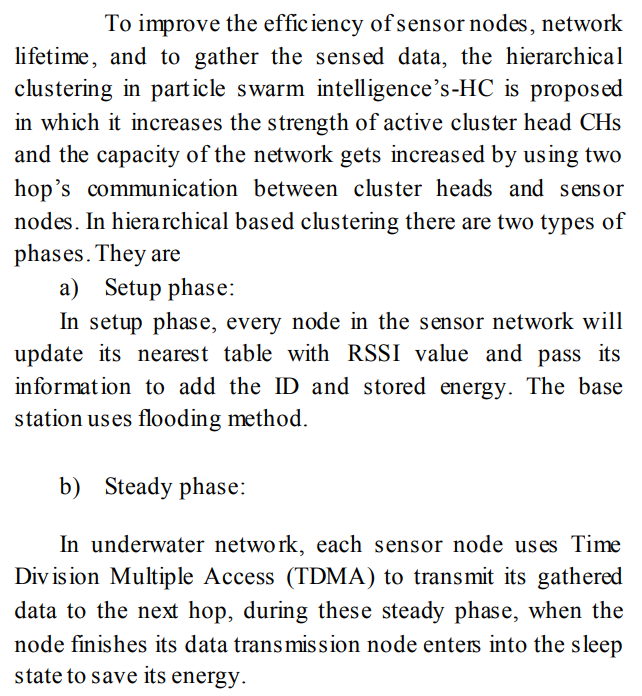 To improve the efficiency of sensor nodes, network
lifetime, and to gather the sensed data, the hierarchical
clustering in particle swarm intelligence's-HC is proposed
in which it increases the strength of active cluster head CHs
and the capacity of the network gets increased by using two
hop's communication between cluster heads and sensor
nodes. In hierarchical based clustering there are two types of
phases. They are
a) Setup phase:
In setup phase, every node in the sensor network will
update its nearest table with RSSI value and pass its
information to add the ID and stored energy. The base
station uses flooding method.
b) Steady phase:
In underwater network, each sensor node uses Time
Division Multiple Access (TDMA) to transmit its gathered
data to the next hop, during these steady phase, when the
node finishes its data transmission node enters into the sleep
state to save its energy.